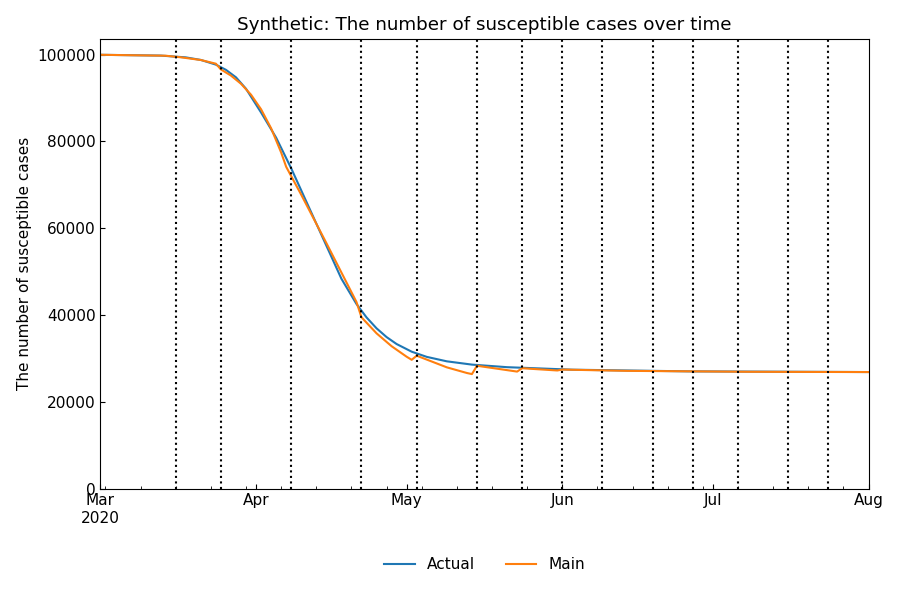 Synthetic: The number of susceptible cases over time
The number of susceptible cases
100000
80000
60000
40000
20000
0
Mar Apr May Jun Jul Aug
2020
Actual Main